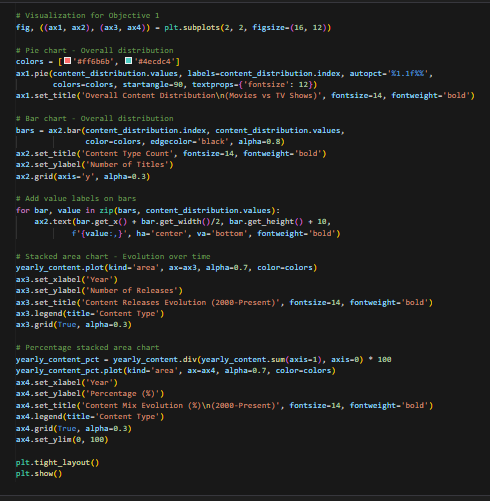 # Visualization for Objective 1
fig, ((ax1, ax2), (ax3, ax4)) = plt.subplots(2, 2, figsize=(16, 12))

# Pie chart - Overall distribution
colors = ['#ff6b6b', '#4ecdc4']
ax1.pie(content_distribution.values, labels=content_distribution.index, autopct='%1.1f%%',
        colors=colors, startangle=90, textprops={'fontsize': 12})
ax1.set_title('Overall Content Distribution\n(Movies vs TV Shows)', fontsize=14, fontweight='bold')

# Bar chart - Overall distribution
bars = ax2.bar(content_distribution.index, content_distribution.values,
               color=colors, edgecolor='black', alpha=0.8)
ax2.set_title('Content Type Count', fontsize=14, fontweight='bold')
ax2.set_ylabel('Number of Titles')
ax2.grid(axis='y', alpha=0.3)

# Add value labels on bars
for bar, value in zip(bars, content_distribution.values):
    ax2.text(bar.get_x() + bar.get_width()/2, bar.get_height() + 10,
            f'{value:,}', ha='center', va='bottom', fontweight='bold')

# Stacked area chart - Evolution over time
yearly_content.plot(kind='area', ax=ax3, alpha=0.7, color=colors)
ax3.set_xlabel('Year')
ax3.set_ylabel('Number of Releases')
ax3.set_title('Content Releases Evolution (2000-Present)', fontsize=14, fontweight='bold')
ax3.legend(title='Content Type')
ax3.grid(True, alpha=0.3)

# Percentage stacked area chart
yearly_content_pct = yearly_content.div(yearly_content.sum(axis=1), axis=0) * 100
yearly_content_pct.plot(kind='area', ax=ax4, alpha=0.7, color=colors)
ax4.set_xlabel('Year')
ax4.set_ylabel('Percentage (%)')
ax4.set_title('Content Mix Evolution (%)\n(2000-Present)', fontsize=14, fontweight='bold')
ax4.legend(title='Content Type')
ax4.grid(True, alpha=0.3)
ax4.set_ylim(0, 100)

plt.tight_layout()
plt.show()